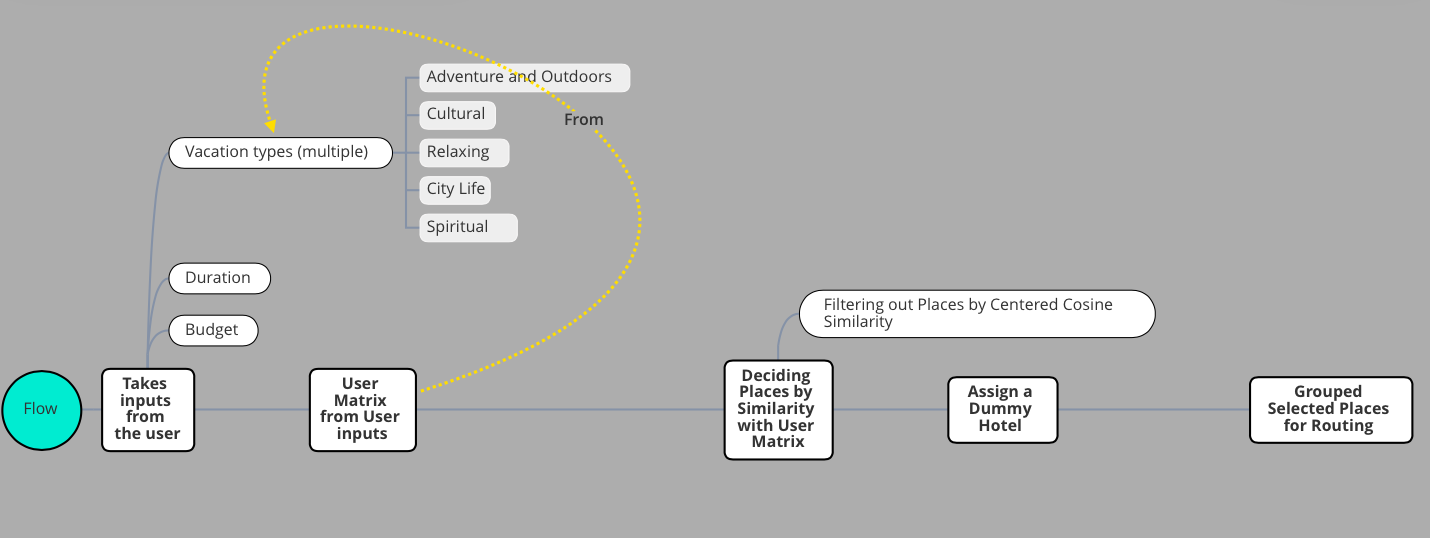 Adventure and Outdoors
Cultural
From
Vacation types (multiple)
Relaxing
City Life
Spiritual
Duration
Budget
Filtering out Places by Centered Cosine
Similarity
Flow
Takes
inputs
from
the user
User
Matrix
from User
inputs
Deciding
Places by
Similarity
with User
Matrix
Assign a
Dummy
Hotel
Grouped
Selected Places
for Routing